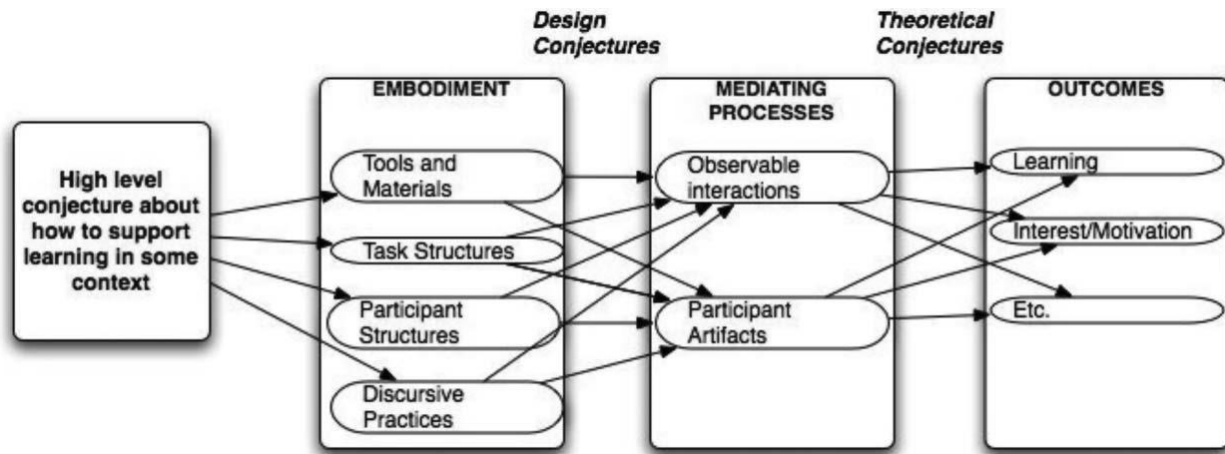 Design
Conjectures
Theoretical
Conjectures
High level
conjecture about
how to support
learning in some
context
EMBODIMENT
Tools and
Materials
Task Structures
Participant
Structures
Discursive
Practices
MEDIATING
PROCESSES
Observable
interactions
Participant
Artifacts
OUTCOMES
Learning
Interest/Motivation
Etc.